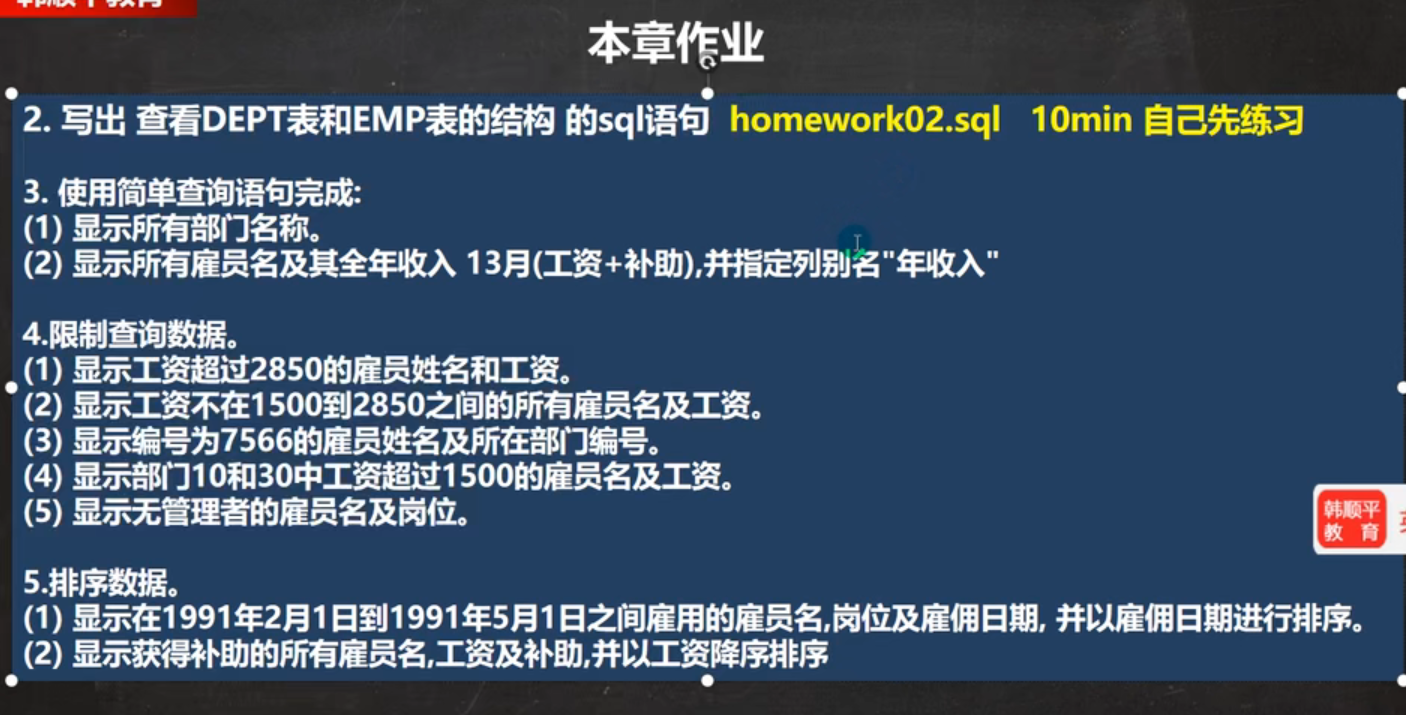 韩顺平教育
本章作业
2. 写出 查看DEPT表和EMP表的结构 的sql语句 homework02.sql 10min 自己先练习
3. 使用简单查询语句完成:
(1) 显示所有部门名称。
(2) 显示所有雇员名及其全年收入 13月(工资+补助),并指定列别名"年收入"
4.限制查询数据。
(1) 显示工资超过2850的雇员姓名和工资。
(2) 显示工资不在1500到2850之间的所有雇员名及工资。
(3) 显示编号为7566的雇员姓名及所在部门编号。
(4) 显示部门10和30中工资超过1500的雇员名及工资。
(5) 显示无管理者的雇员名及岗位。
韩顺平
教 育
5.排序数据。
(1) 显示在1991年2月1日到1991年5月1日之间雇用的雇员名,岗位及雇佣日期, 并以雇佣日期进行排序。
(2) 显示获得补助的所有雇员名,工资及补助,并以工资降序排序